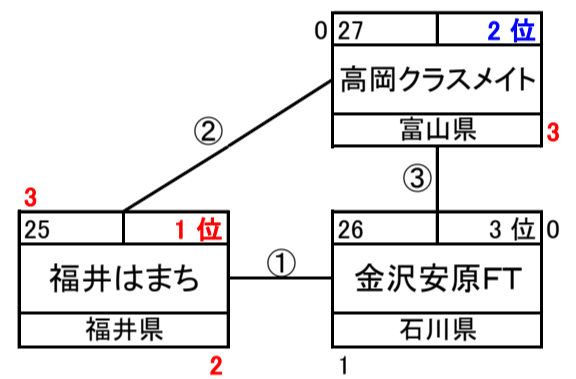 0 27 2 位
高岡クラスメイト
富山県 3
②
③
3
25 1 位
福井はまち
福井県
2
①
26 3 位 0
金沢安原FT
石川県
1